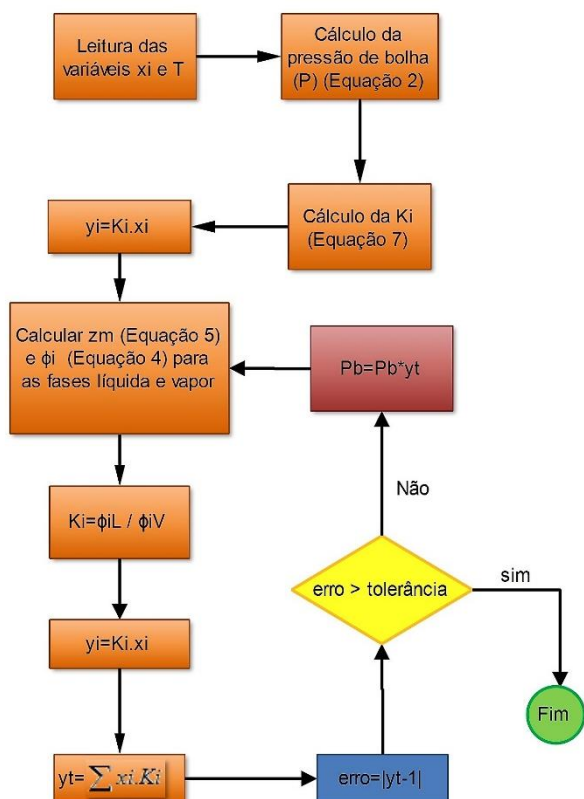 Leitura das
variáveis xi e T
Cálculo da
pressão de bolha
(P) (Equação 2)
Cálculo da Ki
(Equação 7)
yi=Ki.xi
Calcular zm (Equação 5)
e ϕi (Equação 4) para
as fases líquida e vapor
Ki=ϕiL / ϕiV
yi=Ki.xi
yt= ∑ xi.Ki
erro=|yt-1|
erro > tolerância
Não
Pb=Pb*yt
sim
Fim